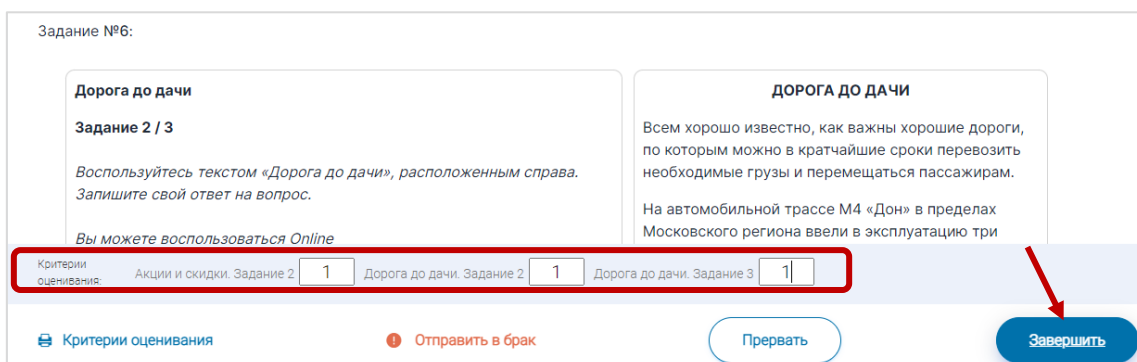 Задание №6:
Дорога до дачи
Задание 2 / 3
Воспользуйтесь текстом «Дорога до дачи», расположенным справа.
Запишите свой ответ на вопрос.
Вы можете воспользоваться Online
ДОРОГА ДО ДАЧИ
Всем хорошо известно, как важны хорошие дороги,
по которым можно в кратчайшие сроки перевозить
необходимые грузы и перемещаться пассажирам.
На автомобильной трассе М4 «Дон» в пределах
Московского региона ввели в эксплуатацию три
Критерии
оценивания:
Акции и скидки. Задание 2 1 Дорога до дачи. Задание 2 1 Дорога до дачи. Задание 3 1
Критерии оценивания Отправить в брак Прервать Завершить